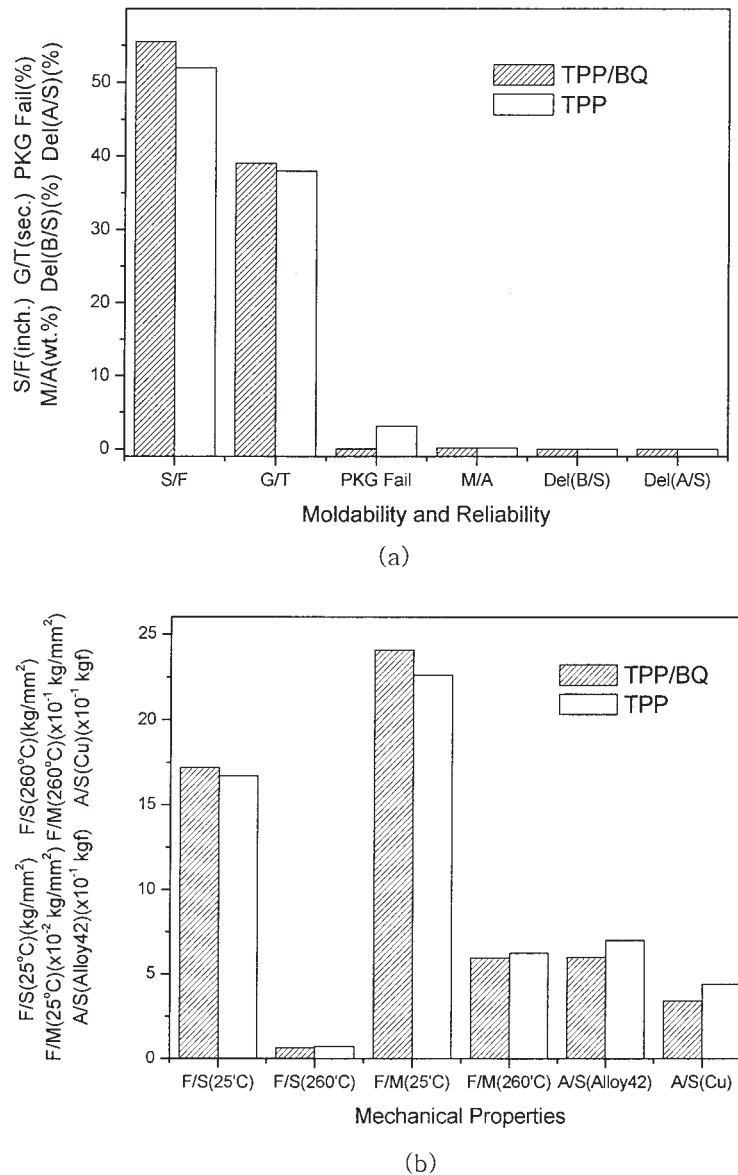 S/F(inch.) G/T(sec.) PKG Fail(%)
M/A(wt.%) Del(B/S)(%) Del(A/S)(%)
50
40
30
20
10
0
TPP/BQ
TPP
S/F G/T PKG Fail M/A Del(B/S) Del(A/S)
Moldability and Reliability
(a)
F/S(25°C)(kg/mm²) F/S(260°C)(kg/mm²)
F/M(25°C)(x10⁻² kg/mm²) F/M(260°C)(x10⁻¹ kg/mm²)
A/S(Alloy42)(x10⁻¹ kgf) A/S(Cu)(x10⁻¹ kgf)
25
20
15
10
5
0
TPP/BQ
TPP
F/S(25'C) F/S(260'C) F/M(25'C) F/M(260'C) A/S(Alloy42) A/S(Cu)
Mechanical Properties
(b)